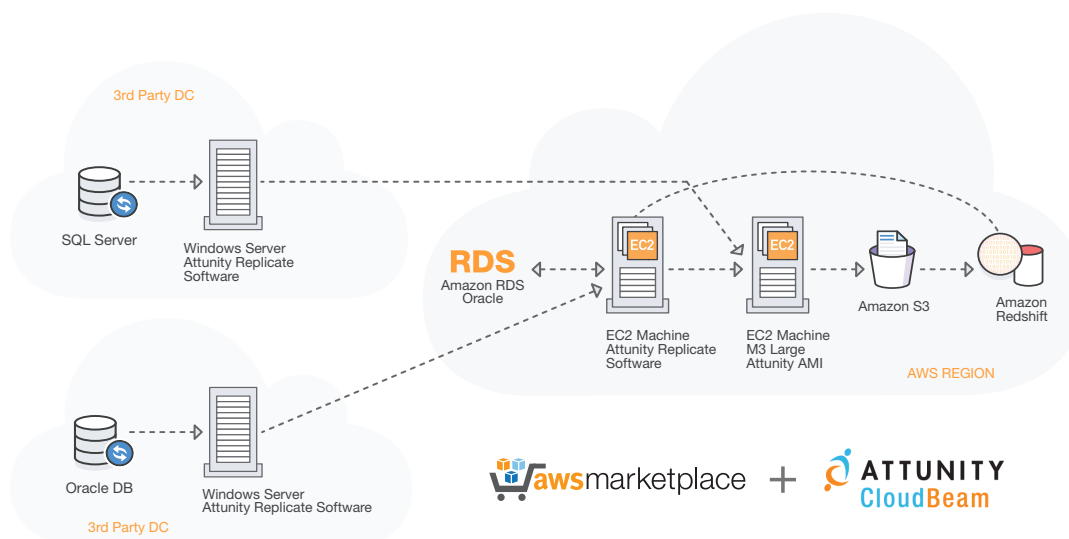 3rd Party DC
SQL Server
Windows Server
Attunity Replicate
Software
RDS
Amazon RDS
Oracle
EC2
EC2 Machine
Attunity Replicate
Software
EC2
EC2 Machine
M3 Large
Attunity AMI
Amazon S3
Amazon
Redshift
AWS REGION
Oracle DB
Windows Server
Attunity Replicate Software
3rd Party DC
awsmarketplace
+
ATTUNITY
CloudBeam